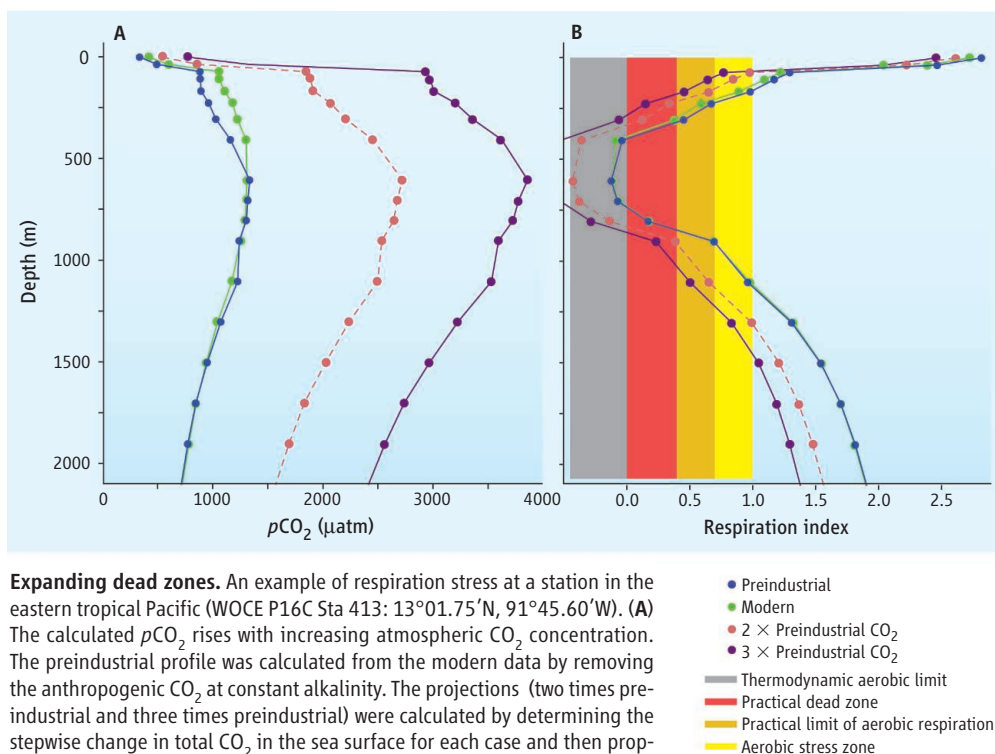 A
B
0
500
1000
1500
2000
Depth (m)
0
1000
2000
3000
4000
pCO₂ (µatm)
0.0
0.5
1.0
1.5
2.0
2.5
Respiration index
Expanding dead zones. An example of respiration stress at a station in the
eastern tropical Pacific (WOCE P16C Sta 413: 13°01.75′N, 91°45.60′W). (A)
The calculated pCO₂ rises with increasing atmospheric CO₂ concentration.
The preindustrial profile was calculated from the modern data by removing
the anthropogenic CO₂ at constant alkalinity. The projections (two times pre-
industrial and three times preindustrial) were calculated by determining the
stepwise change in total CO₂ in the sea surface for each case and then prop-
Preindustrial
Modern
2 × Preindustrial CO₂
3 × Preindustrial CO₂
Thermodynamic aerobic limit
Practical dead zone
Practical limit of aerobic respiration
Aerobic stress zone